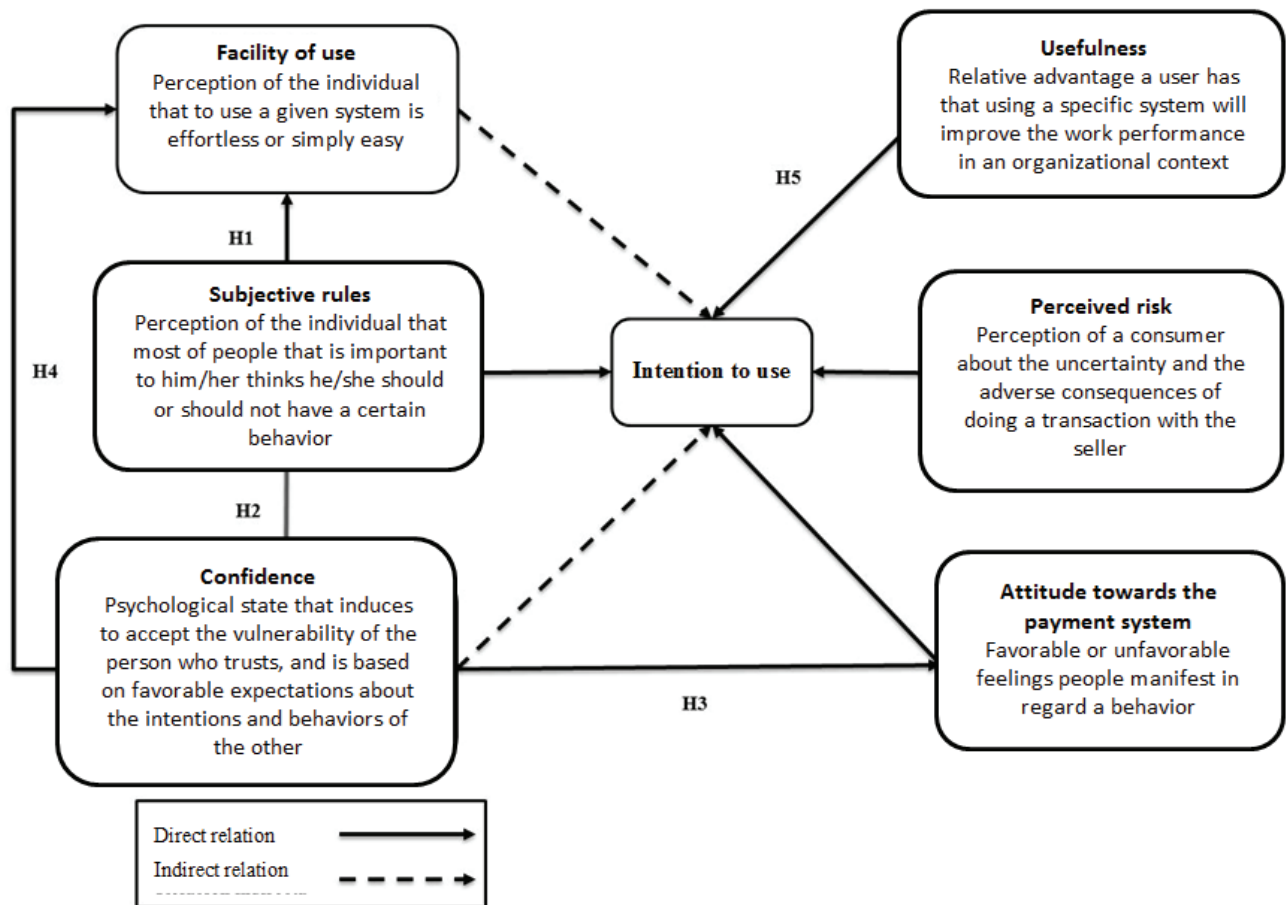 Facility of use
Perception of the individual
that to use a given system is
effortless or simply easy
Usefulness
Relative advantage a user has
that using a specific system will
improve the work performance
in an organizational context
H5
H1
Subjective rules
Perception of the individual that
most of people that is important
to him/her thinks he/she should
or should not have a certain
behavior
H4
Intention to use
Perceived risk
Perception of a consumer
about the uncertainty and the
adverse consequences of
doing a transaction with the
seller
H2
Confidence
Psychological state that induces
to accept the vulnerability of the
person who trusts, and is based
on favorable expectations about
the intentions and behaviors of
the other
H3
Attitude towards the
payment system
Favorable or unfavorable
feelings people manifest in
regard a behavior
Direct relation
Indirect relation